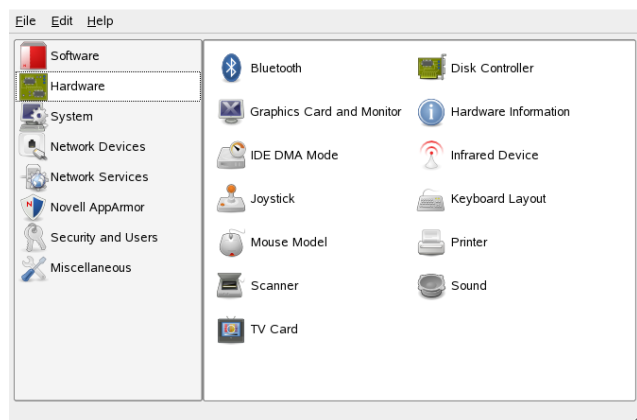 File Edit Help
Software
Hardware
System
Network Devices
Network Services
Novell AppArmor
Security and Users
Miscellaneous
Bluetooth
Disk Controller
Graphics Card and Monitor
Hardware Information
IDE DMA Mode
Infrared Device
Joystick
Keyboard Layout
Mouse Model
Printer
Scanner
Sound
TV Card